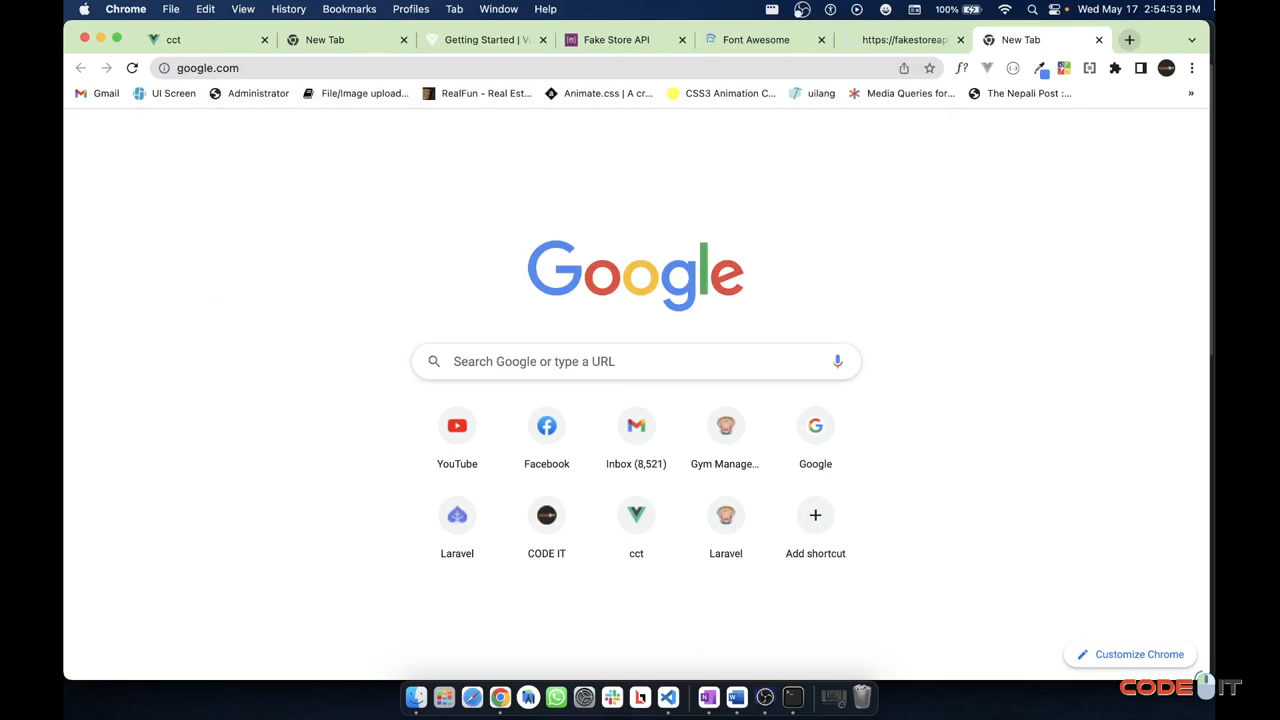 Chrome File Edit View History Bookmarks Profiles Tab Window Help 100% Wed May 17 2:54:53 PM
cct New Tab Getting Started | Vu Fake Store API Font Awesome https://fakestoreapi New Tab
google.com f?
Gmail UI Screen Administrator File/Image upload... RealFun - Real Est... Animate.css | A cr... CSS3 Animation C... uilang Media Queries for... The Nepali Post :... »
Google
Search Google or type a URL
YouTube Facebook Inbox (8,521) Gym Manage... Google
Laravel CODE IT cct Laravel Add shortcut
Customize Chrome
CODE IT